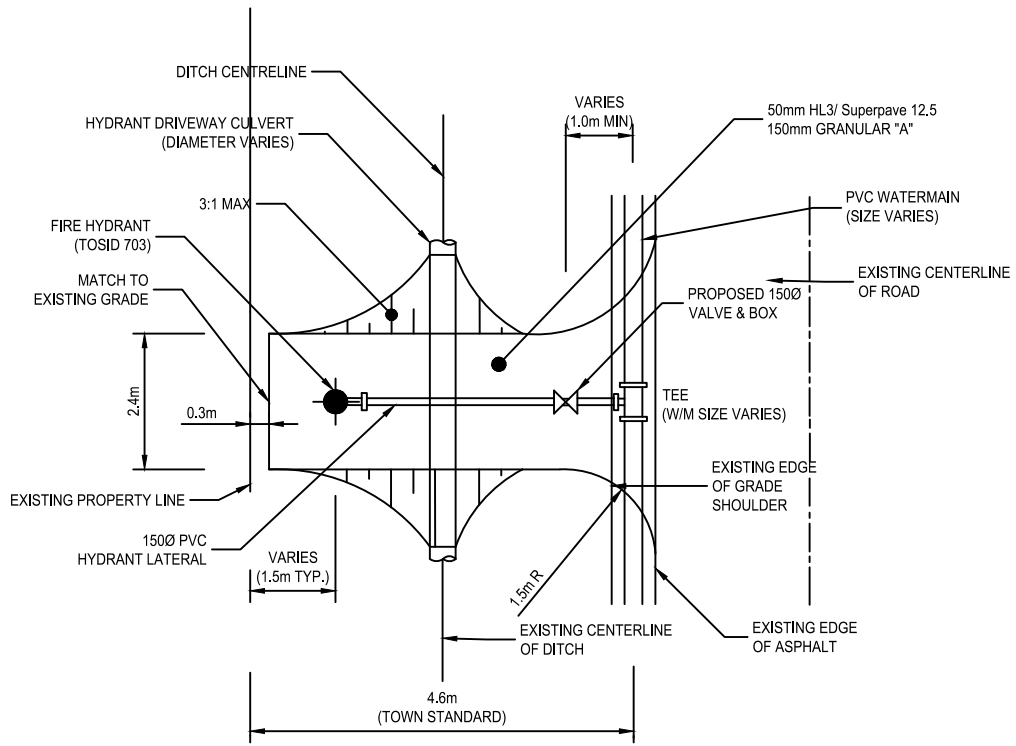 DITCH CENTRELINE
HYDRANT DRIVEWAY CULVERT
(DIAMETER VARIES)
3:1 MAX
FIRE HYDRANT
(TOSID 703)
MATCH TO
EXISTING GRADE
2.4m
0.3m
EXISTING PROPERTY LINE
150Ø PVC
HYDRANT LATERAL
VARIES
(1.5m TYP.)
4.6m
(TOWN STANDARD)
VARIES
(1.0m MIN)
50mm HL3/ Superpave 12.5
150mm GRANULAR "A"
PVC WATERMAIN
(SIZE VARIES)
EXISTING CENTERLINE
OF ROAD
PROPOSED 150Ø
VALVE & BOX
TEE
(W/M SIZE VARIES)
EXISTING EDGE
OF GRADE
SHOULDER
1.5m R
EXISTING CENTERLINE
OF DITCH
EXISTING EDGE
OF ASPHALT